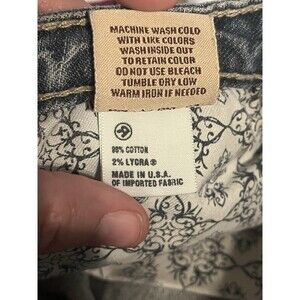 MACHINE WASH COLD
WITH LIKE COLORS
WASH INSIDE OUT
TO RETAIN COLOR
DO NOT USE BLEACH
TUMBLE DRY LOW
WARM IRON IF NEEDED
98% COTTON
2% LYCRA®
MADE IN U.S.A.
OF IMPORTED FABRIC